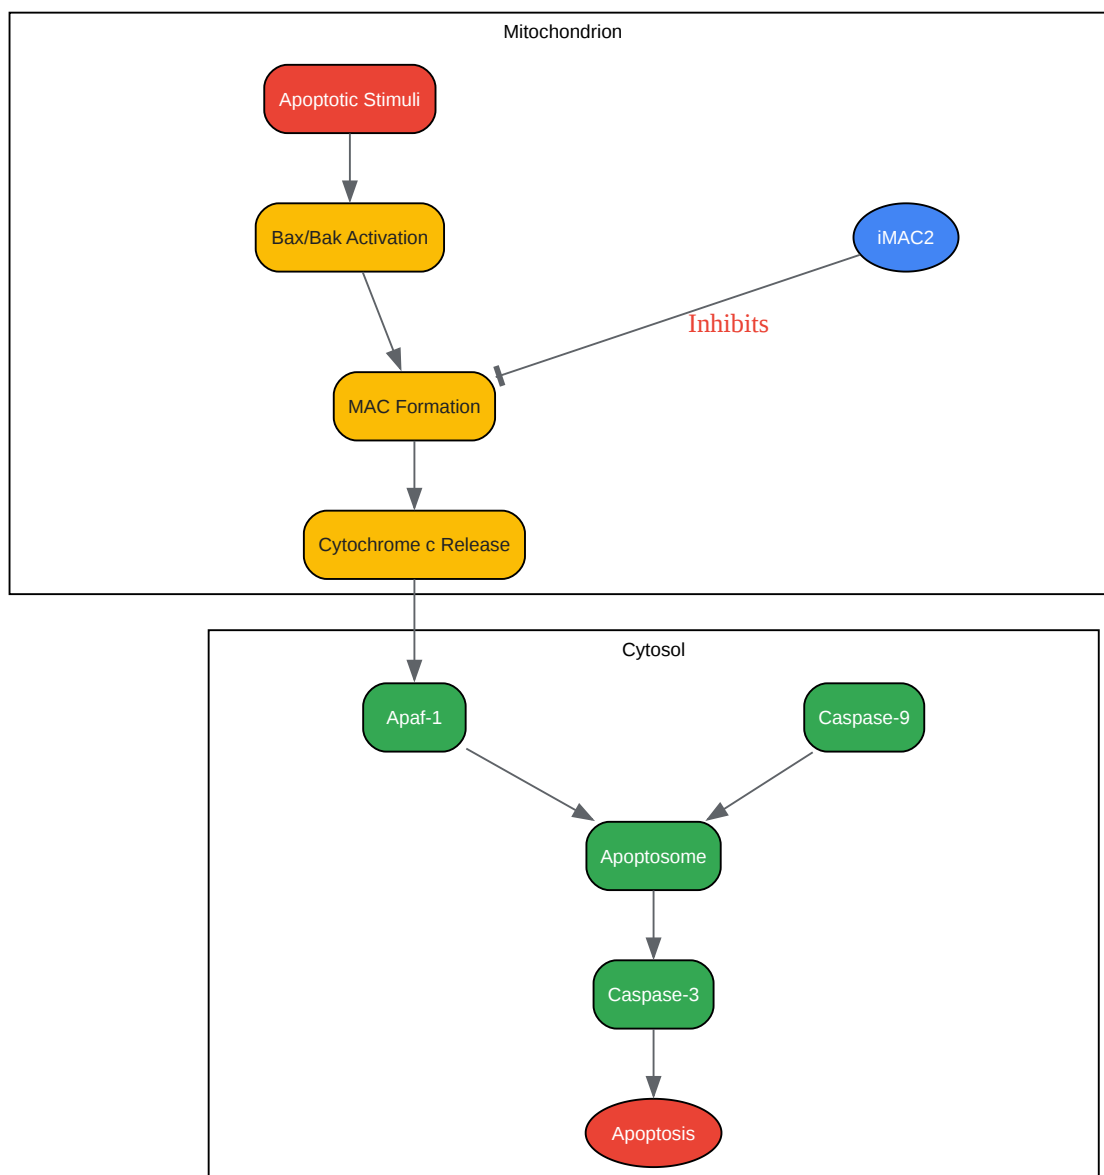 Mitochondrion
Apoptotic Stimuli
Bax/Bak Activation
iMAC2
Inhibits
MAC Formation
Cytochrome c Release
Cytosol
Apaf-1
Caspase-9
Apoptosome
Caspase-3
Apoptosis